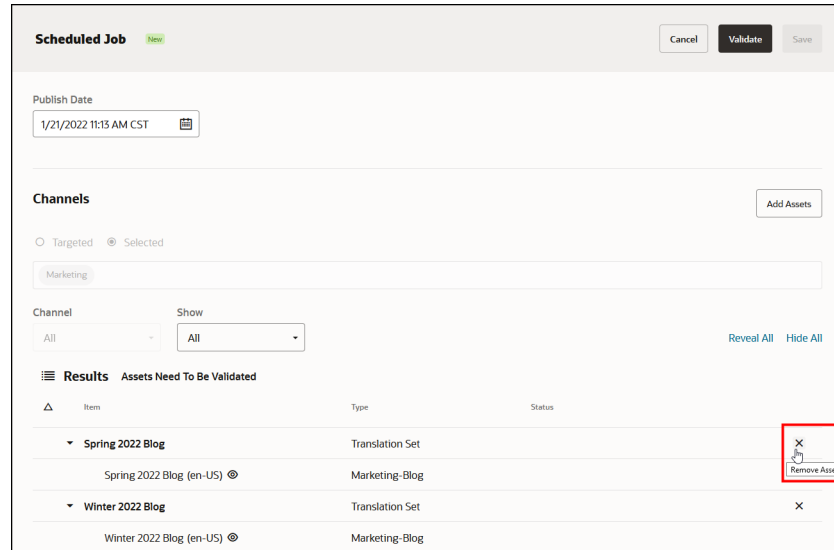 Scheduled Job New Cancel Validate Save
Publish Date
1/21/2022 11:13 AM CST
Channels Add Assets
Targeted Selected
Marketing
Channel Show
All All Reveal All Hide All
Results Assets Need To Be Validated
Item Type Status
Spring 2022 Blog Translation Set
Remove Asse
Spring 2022 Blog (en-US) Marketing-Blog
Winter 2022 Blog Translation Set
Winter 2022 Blog (en-US) Marketing-Blog